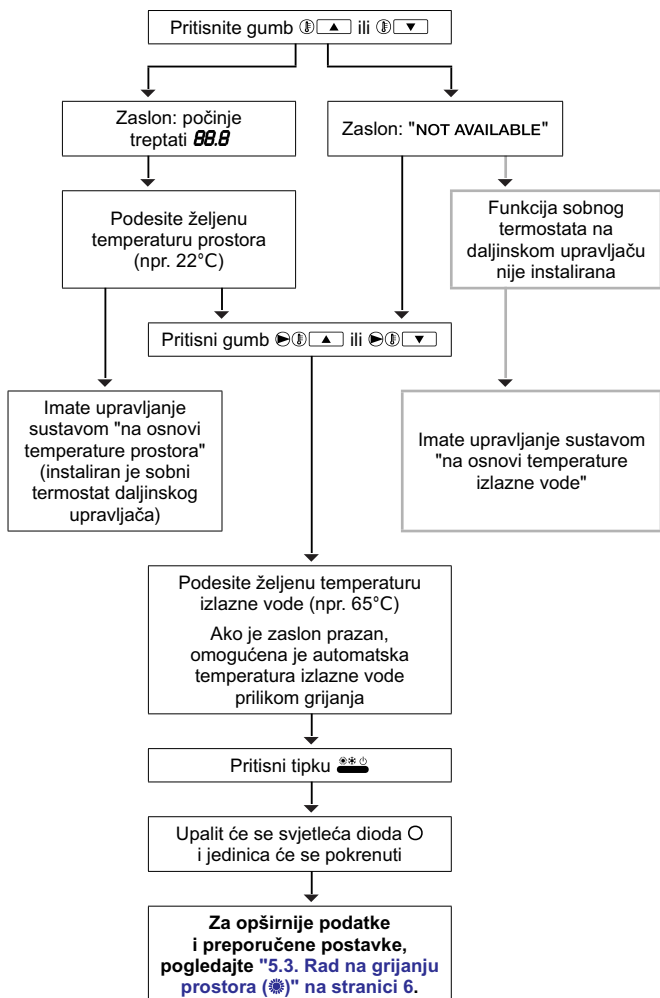 Pritisnite gumb ▲ ili ▼
Zaslon: počinje
treptati 88.8
Zaslon: "NOT AVAILABLE"
Podesite željenu
temperaturu prostora
(npr. 22°C)
Funkcija sobnog
termostata na
daljinskom upravljaču
nije instalirana
Pritisni gumb ▲ ili ▼
Imate upravljanje
sustavom "na osnovi
temperature prostora"
(instaliran je sobni
termostat daljinskog
upravljača)
Imate upravljanje sustavom
"na osnovi temperature
izlazne vode"
Podesite željenu temperaturu
izlazne vode (npr. 65°C)
Ako je zaslon prazan,
omogućena je automatska
temperatura izlazne vode
prilikom grijanja
Pritisni tipku
Upalit će se svjetleća dioda
i jedinica će se pokrenuti
Za opširnije podatke
i preporučene postavke,
pogledajte "5.3. Rad na grijanju
prostora (☀)" na stranici 6.